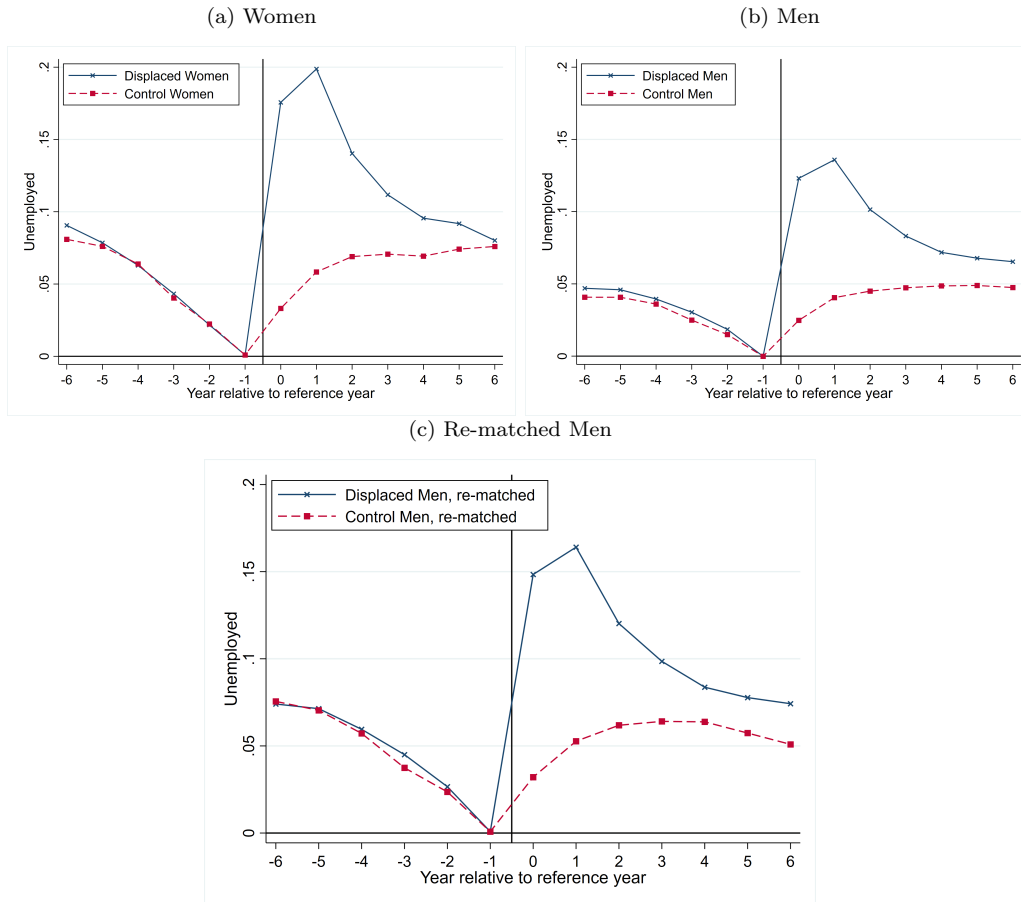 (a) Women
Displaced Women
Control Women
Unemployed
.2
.15
.1
.05
0
-6 -5 -4 -3 -2 -1 0 1 2 3 4 5 6
Year relative to reference year
(b) Men
Displaced Men
Control Men
Unemployed
.2
.15
.1
.05
0
-6 -5 -4 -3 -2 -1 0 1 2 3 4 5 6
Year relative to reference year
(c) Re-matched Men
Displaced Men, re-matched
Control Men, re-matched
Unemployed
.2
.15
.1
.05
0
-6 -5 -4 -3 -2 -1 0 1 2 3 4 5 6
Year relative to reference year